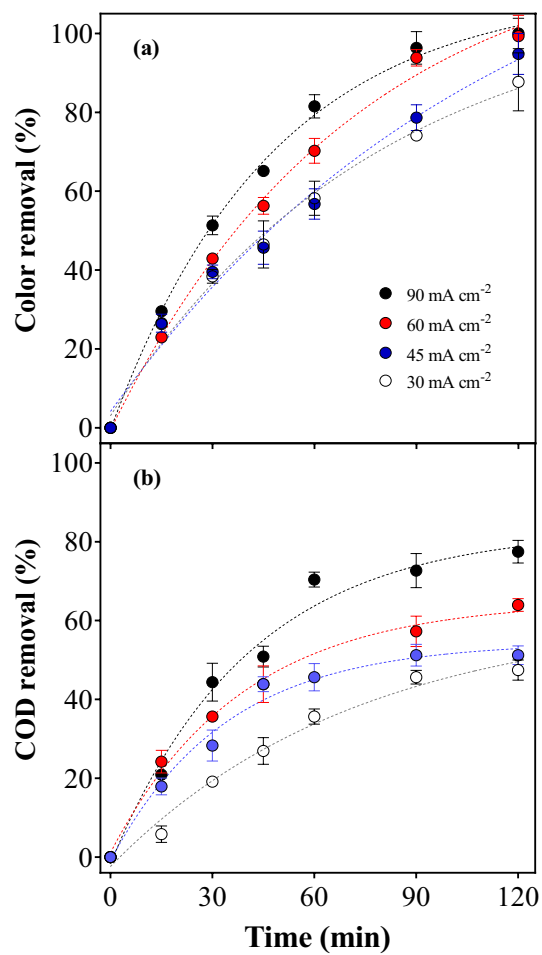 (a)
Color removal (%)
100
80
60
40
20
0
90 mA cm⁻²
60 mA cm⁻²
45 mA cm⁻²
30 mA cm⁻²
(b)
COD removal (%)
100
80
60
40
20
0
0 30 60 90 120
Time (min)